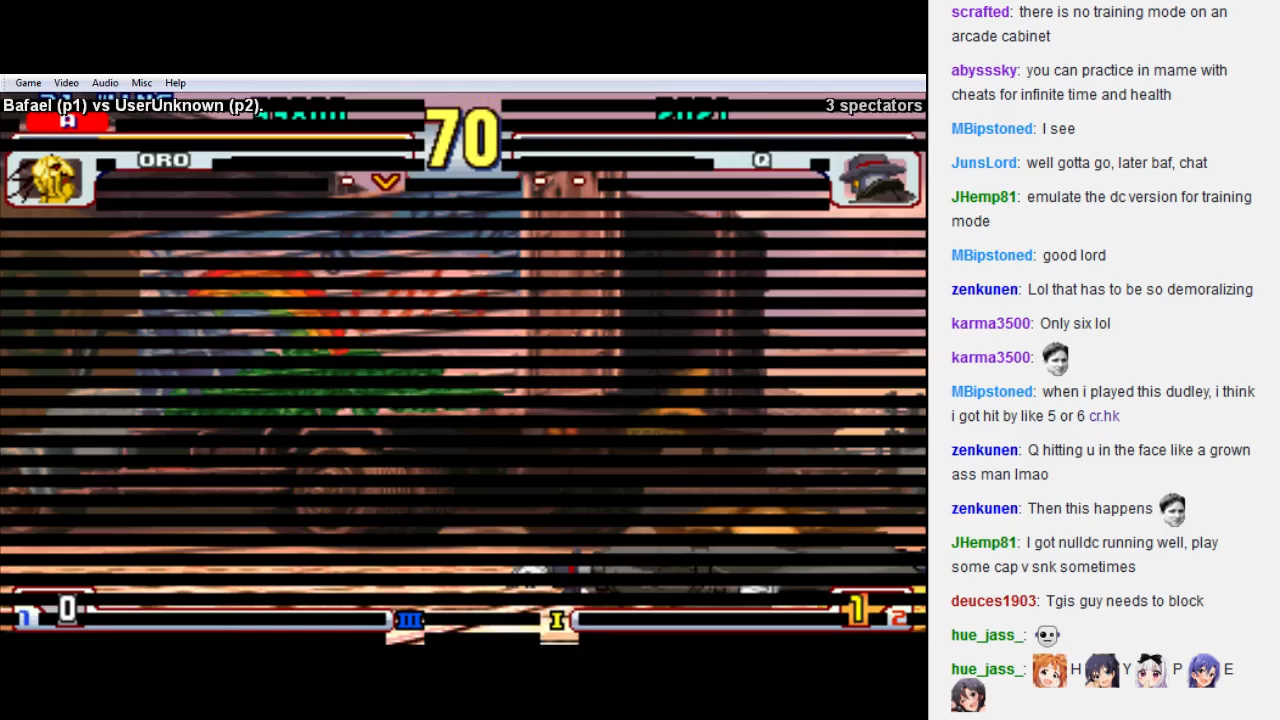 Game Video Audio Misc Help
Bafael (p1) vs UserUnknown (p2).
3 spectators
A
70
ORO
Q
1 0
III
I
1 2
scrafted: there is no training mode on an
arcade cabinet
abysssky: you can practice in mame with
cheats for infinite time and health
MBipstoned: I see
JunsLord: well gotta go, later baf, chat
JHemp81: emulate the dc version for training
mode
MBipstoned: good lord
zenkunen: Lol that has to be so demoralizing
karma3500: Only six lol
karma3500:
MBipstoned: when i played this dudley, i think
i got hit by like 5 or 6 cr.hk
zenkunen: Q hitting u in the face like a grown
ass man lmao
zenkunen: Then this happens
JHemp81: I got nulldc running well, play
some cap v snk sometimes
deuces1903: Tgis guy needs to block
hue_jass_:
hue_jass_: H Y P E